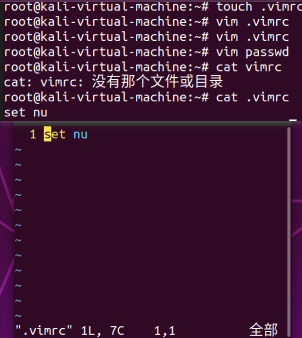 root@kali-virtual-machine:~# touch .vimrc
root@kali-virtual-machine:~# vim .vimrc
root@kali-virtual-machine:~# vim .vimrc
root@kali-virtual-machine:~# vim passwd
root@kali-virtual-machine:~# cat vimrc
cat: vimrc: 没有那个文件或目录
root@kali-virtual-machine:~# cat .vimrc
set nu
1 set nu
~
~
~
~
~
~
~
~
~
~
~
".vimrc" 1L, 7C 1,1 全部